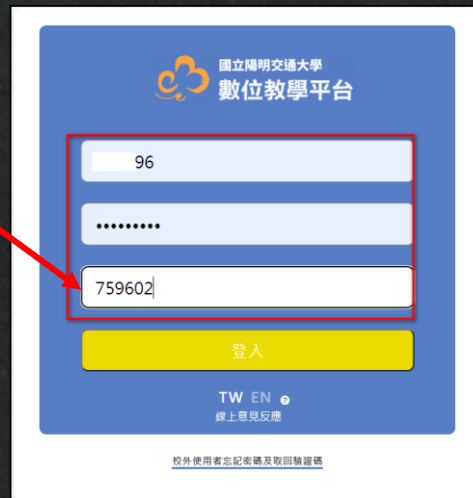 國立陽明交通大學
數位教學平台
96
•••••••••
759602
登入
TW EN ?
線上意見反應
校外使用者忘記密碼及取回驗證碼